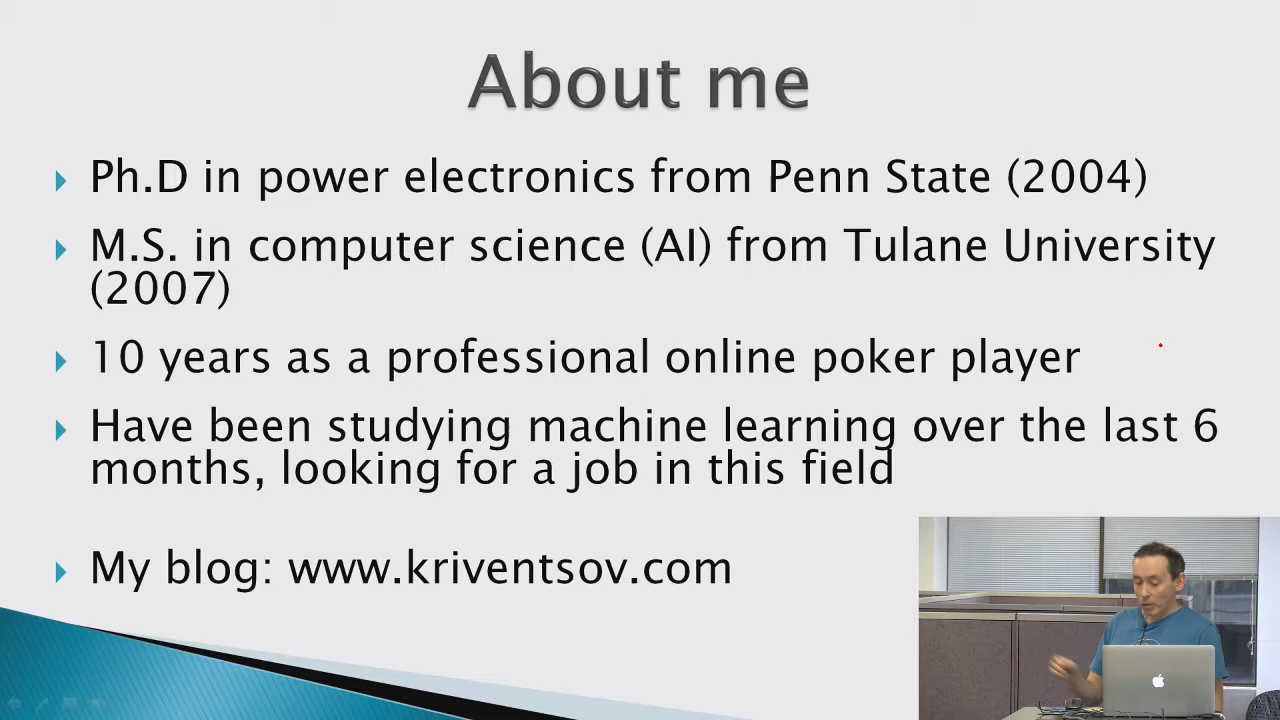 About me
Ph.D in power electronics from Penn State (2004)
M.S. in computer science (AI) from Tulane University
(2007)
10 years as a professional online poker player
Have been studying machine learning over the last 6
months, looking for a job in this field
My blog: www.kriventsov.com